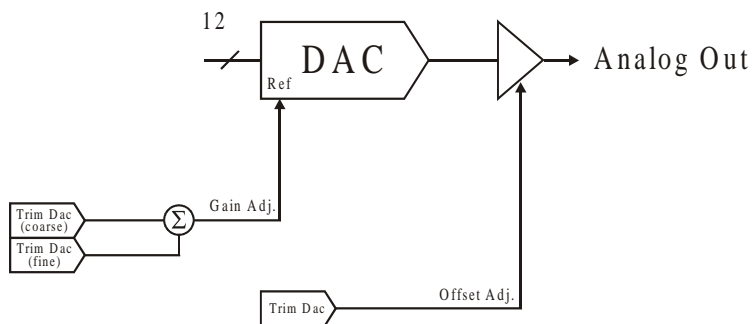 12
DAC
Ref
Analog Out
Gain Adj.
Trim Dac
(coarse)
Σ
Trim Dac
(fine)
Offset Adj.
Trim Dac